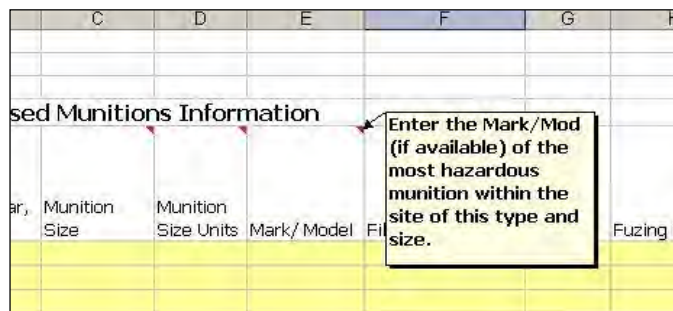 C D E F G
sed Munitions Information
Enter the Mark/Mod
(if available) of the
most hazardous
munition within the
site of this type and
size.
ar, Munition Munition
Size Size Units Mark/ Model Fil Fuzing